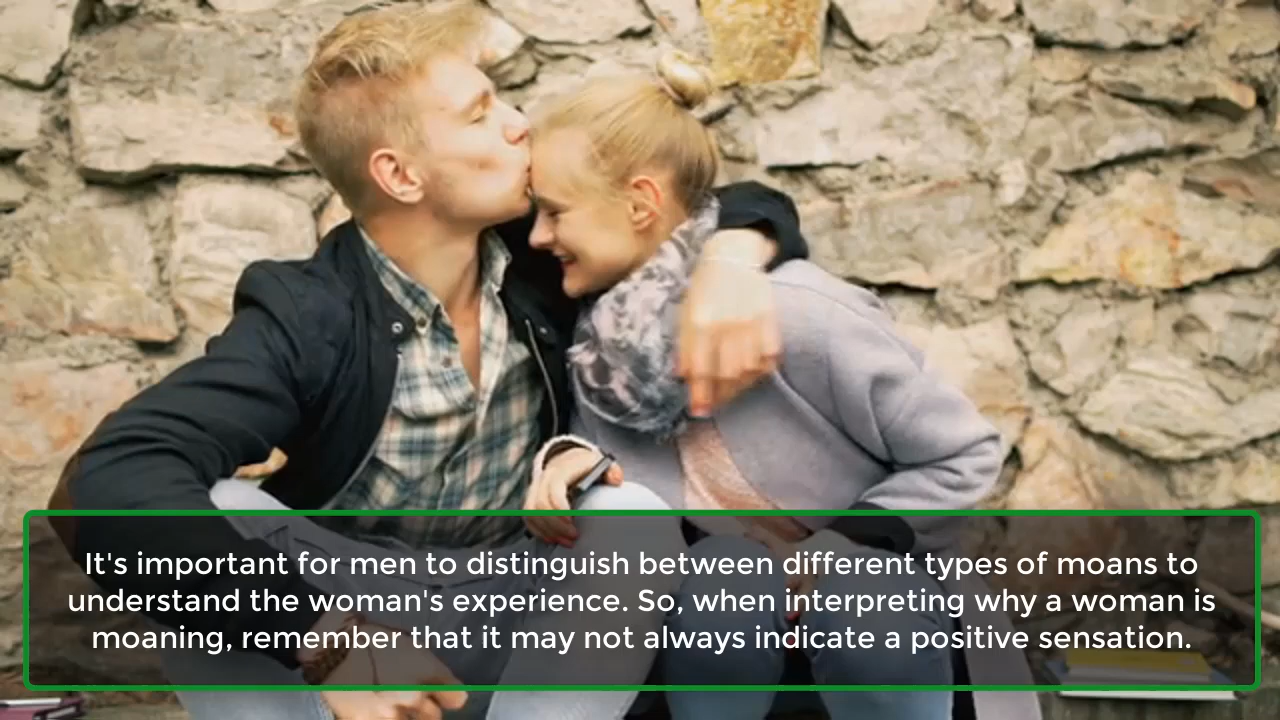 It's important for men to distinguish between different types of moans to
understand the woman's experience. So, when interpreting why a woman is
moaning, remember that it may not always indicate a positive sensation.